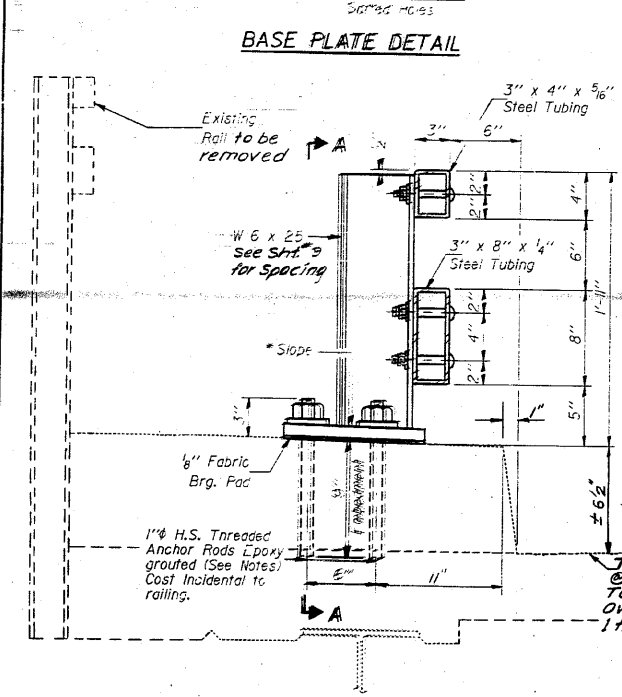 BASE PLATE DETAIL
3" x 4" x 5/16"
Steel Tubing
Existing
Rail to be
removed
A
3"
6"
2"
2"
4"
W 6 x 25
See Sht. #9
for Spacing
3" x 8" x 1/4"
Steel Tubing
6"
1'-11"
* Slope
2"
4"
2"
8"
3"
5"
1"
1/8" Fabric
Brg. Pad
± 6 1/2"
1"φ H.S. Threaded
Anchor Rods Epoxy
grouted (See Notes)
Cost Incidental to
railing.
11"
A